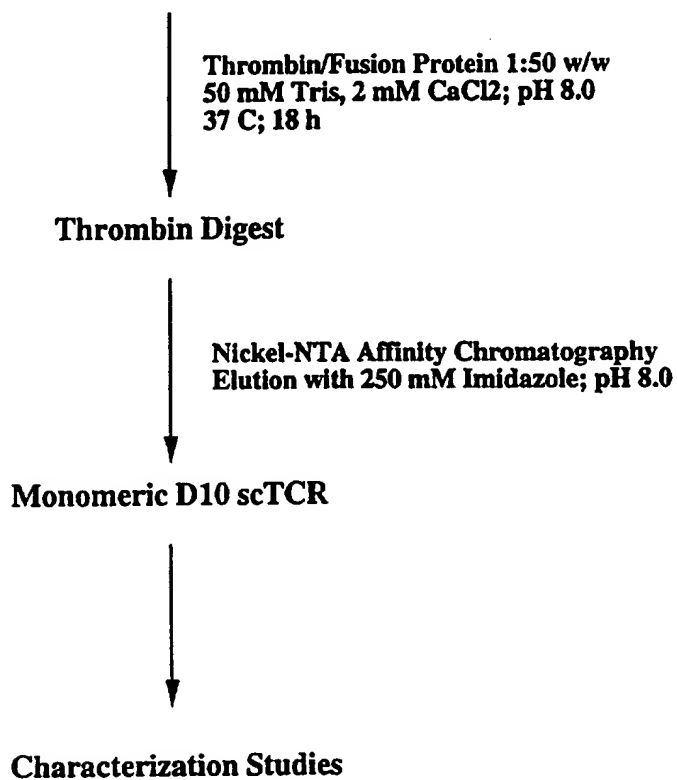 Thrombin/Fusion Protein 1:50 w/w
50 mM Tris, 2 mM CaCl2; pH 8.0
37 C; 18 h
Thrombin Digest
Nickel-NTA Affinity Chromatography
Elution with 250 mM Imidazole; pH 8.0
Monomeric D10 scTCR
Characterization Studies